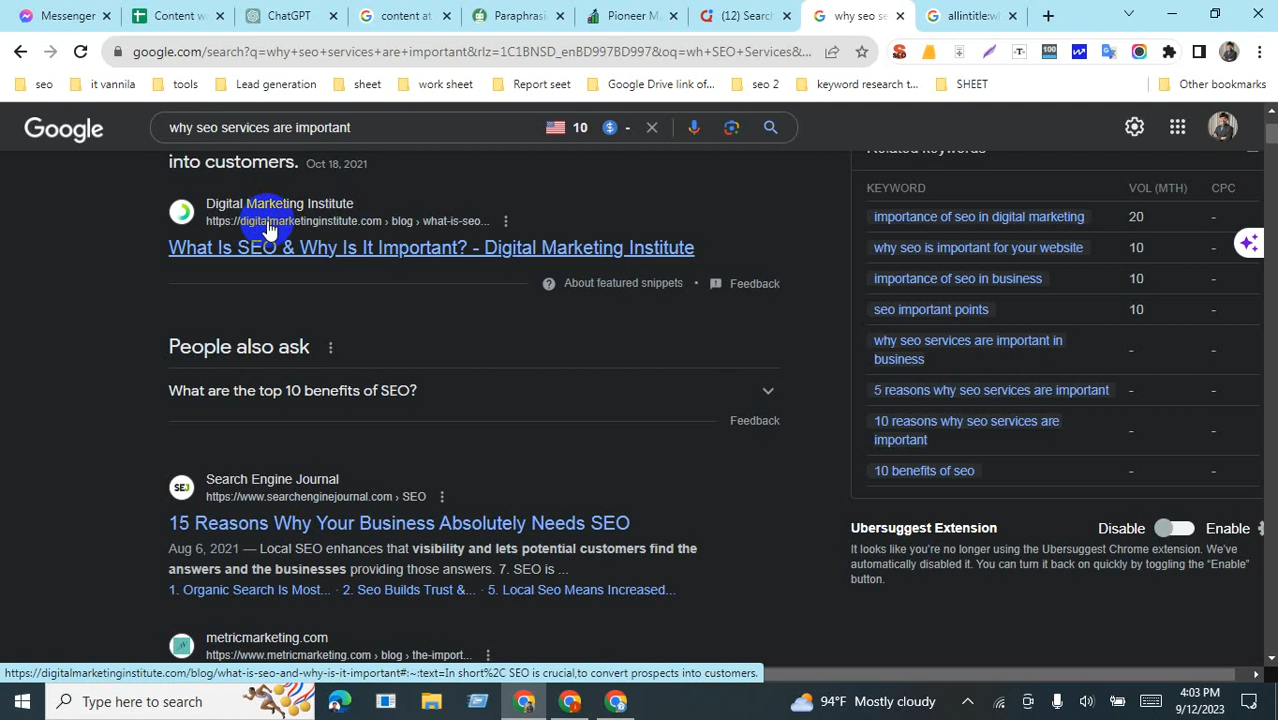 Messenger
Content w
ChatGPT
content at
Paraphrasi
Pioneer M
(12) Search
why seo se
allintitle:wl
google.com/search?q=why+seo+services+are+important&rlz=1C1BNSD_enBD997BD997&oq=wh+SEO+Services&...
100
seo
it vannila
tools
Lead generation
sheet
work sheet
Report seet
Google Drive link of...
seo 2
keyword research t...
SHEET
Other bookmarks
Google
why seo services are important
10
-
into customers. Oct 18, 2021
Digital Marketing Institute
https://digitalmarketinginstitute.com › blog › what-is-seo...
What Is SEO & Why Is It Important? - Digital Marketing Institute
About featured snippets • Feedback
People also ask
What are the top 10 benefits of SEO?
Feedback
SEJ
Search Engine Journal
https://www.searchenginejournal.com › SEO
15 Reasons Why Your Business Absolutely Needs SEO
Aug 6, 2021 — Local SEO enhances that visibility and lets potential customers find the
answers and the businesses providing those answers. 7. SEO is ...
1. Organic Search Is Most... · 2. Seo Builds Trust &... · 5. Local Seo Means Increased...
metricmarketing.com
https://www.metricmarketing.com › blog › the-import...
Related keywords
KEYWORD VOL (MTH) CPC
importance of seo in digital marketing 20 -
why seo is important for your website 10
importance of seo in business 10 -
seo important points 10 -
why seo services are important in
business - -
5 reasons why seo services are important - -
10 reasons why seo services are
important - -
10 benefits of seo - -
Ubersuggest Extension Disable Enable
It looks like you're no longer using the Ubersuggest Chrome extension. We've
automatically disabled it. You can turn it back on quickly by toggling the "Enable"
button.
https://digitalmarketinginstitute.com/blog/what-is-seo-and-why-is-it-important#:~:text=In short%2C SEO is crucial,to convert prospects into customers.
Type here to search
94°F Mostly cloudy
4:03 PM
9/12/2023